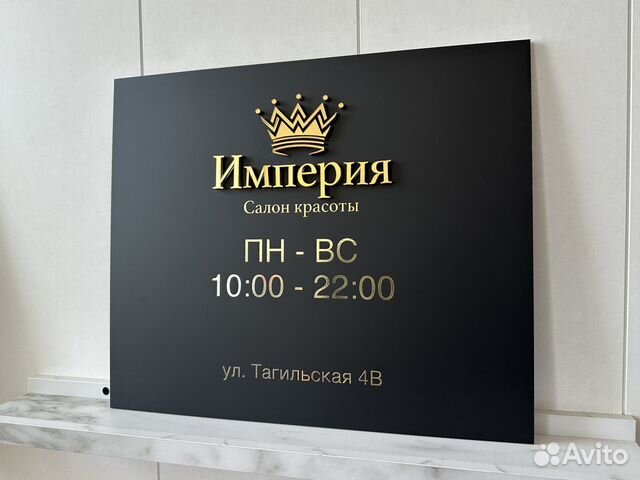 Империя
Салон красоты
ПН - ВС
10:00 - 22:00
ул. Тагильская 4В
Avito